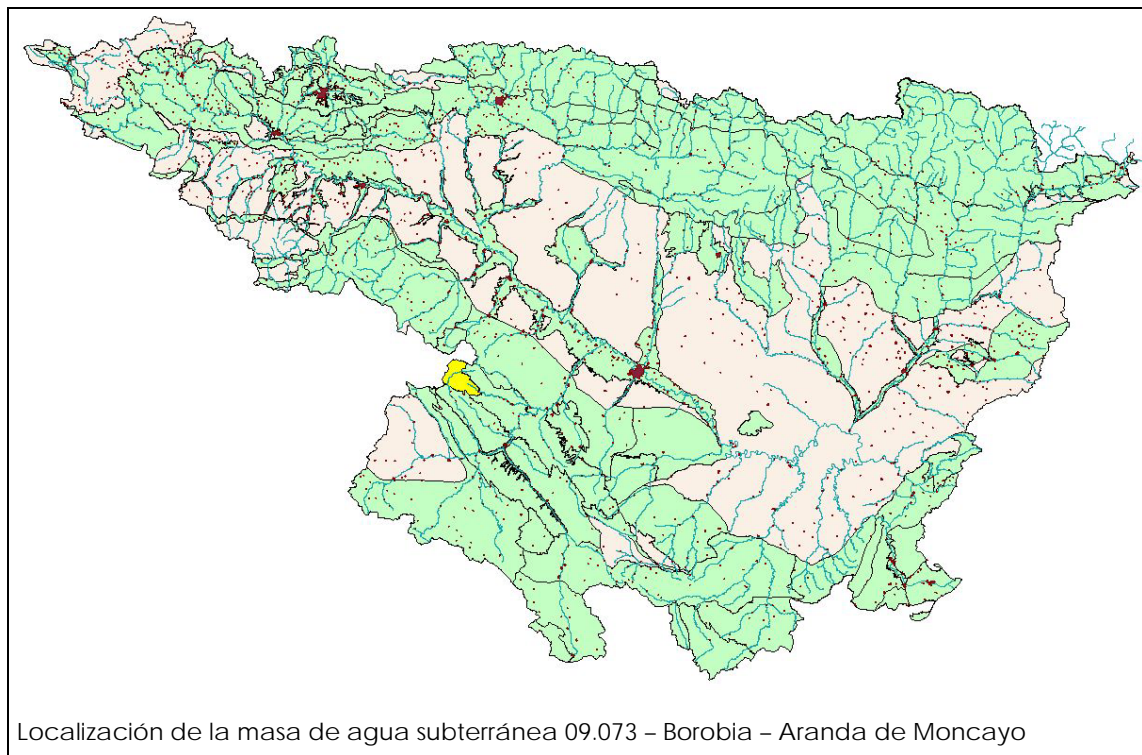 Localización de la masa de agua subterránea 09.073 – Borobia – Aranda de Moncayo